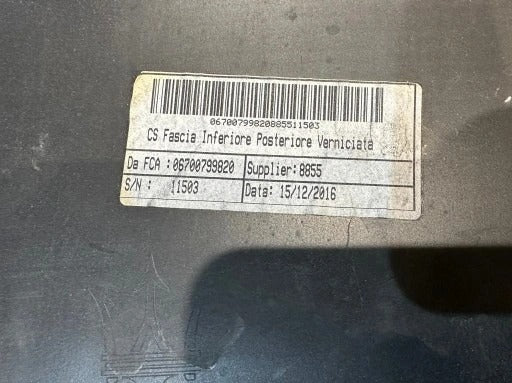 06700799820885511503
CS Fascia Inferiore Posteriore Verniciata
Da FCA :06700799820 Supplier:8855
S/N : 11503 Data: 15/12/2016